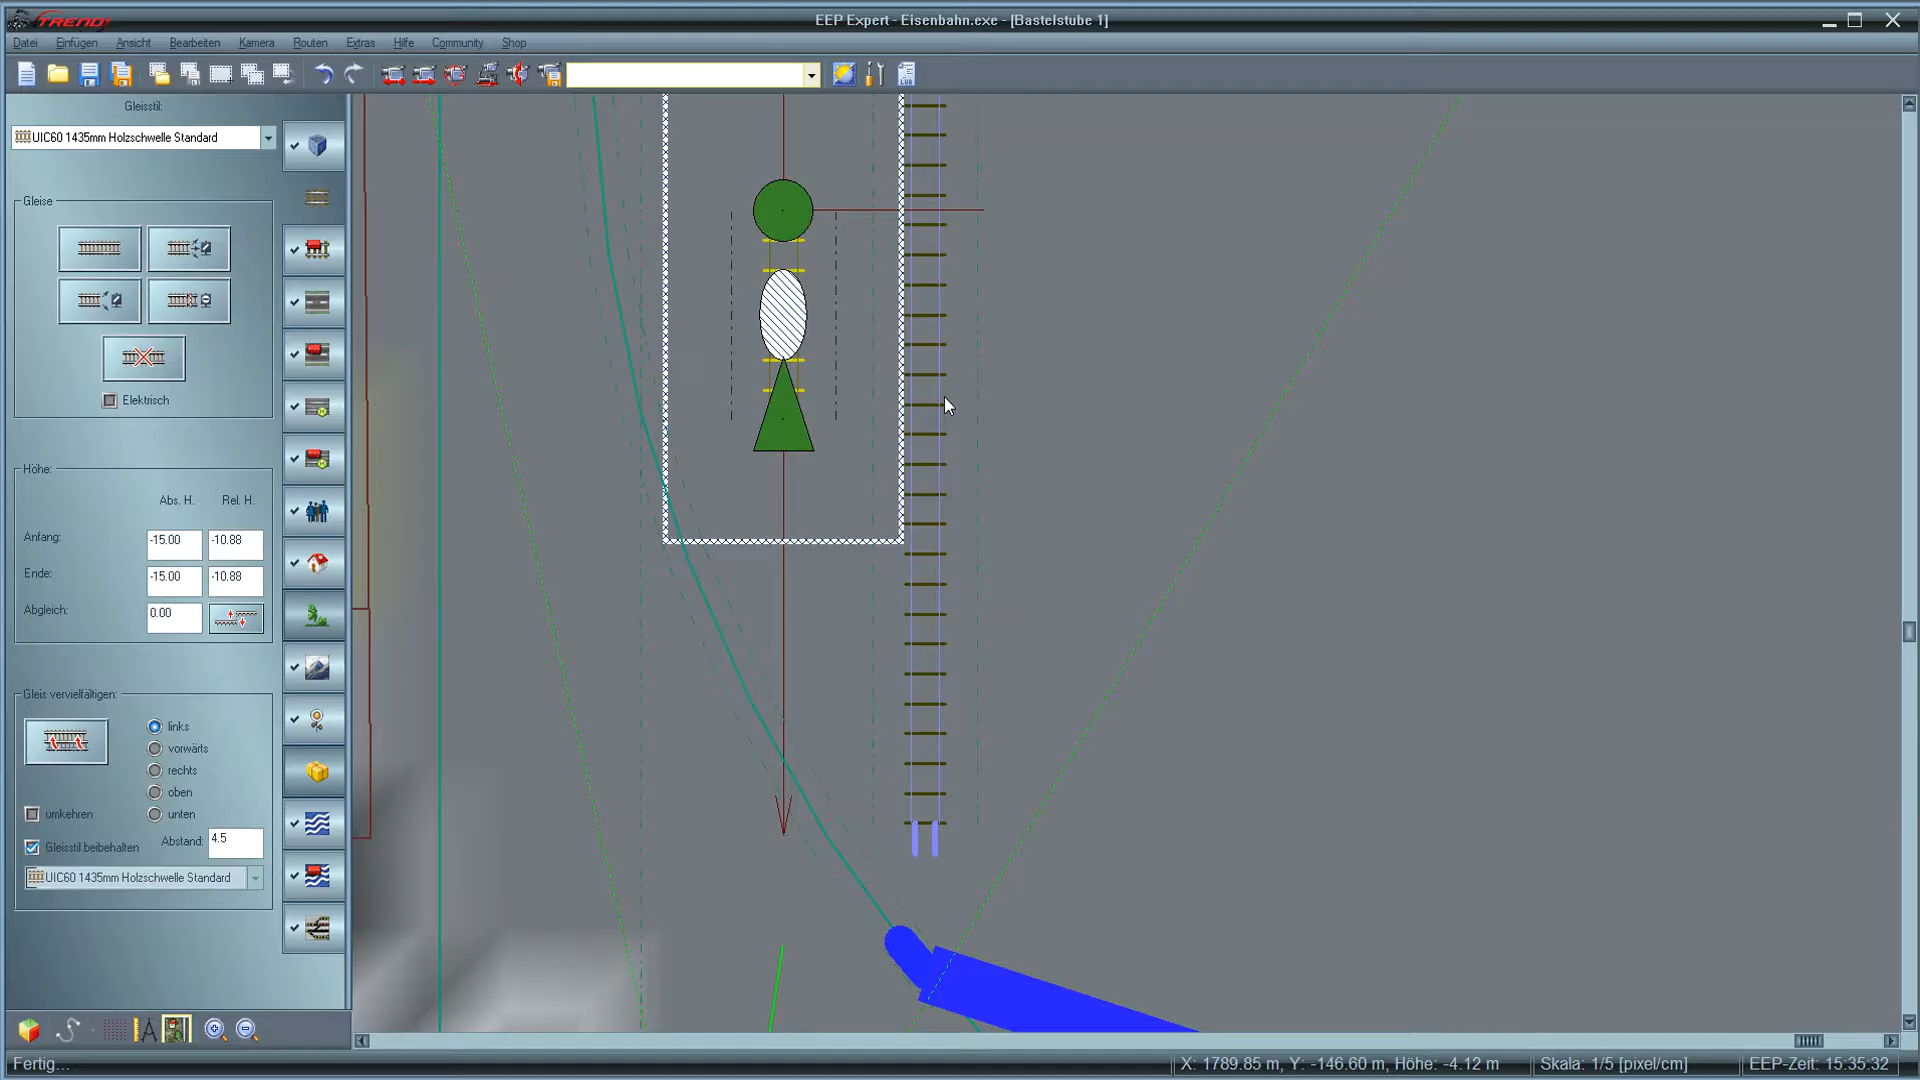 TREND
EEP Expert - Eisenbahn.exe - [Bastelstube 1]
Datei Einfügen Ansicht Bearbeiten Kamera Routen Extras Hilfe Community Shop
Gleisstil:
UIC60 1435mm Holzschwelle Standard
Gleise
Elektrisch
Höhe:
Abs. H. Rel. H.
Anfang: -15.00 -10.88
Ende: -15.00 -10.88
Abgleich: 0.00
Gleis vervielfältigen:
links
vorwärts
rechts
oben
umkehren unten
Gleisstil beibehalten Abstand: 4.5
UIC60 1435mm Holzschwelle Standard
Fertig... X: 1789.85 m, Y: -146.60 m, Höhe: -4.12 m Skala: 1/5 [pixel/cm] EEP-Zeit: 15:35:32